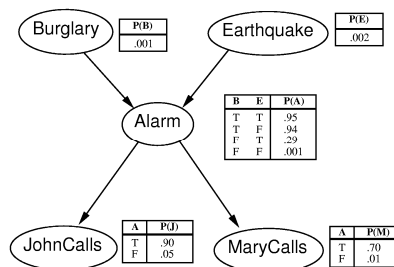 Burglary
P(B)
.001
Earthquake
P(E)
.002
Alarm
B E P(A)
T T .95
T F .94
F T .29
F F .001
JohnCalls
A P(J)
T .90
F .05
MaryCalls
A P(M)
T .70
F .01